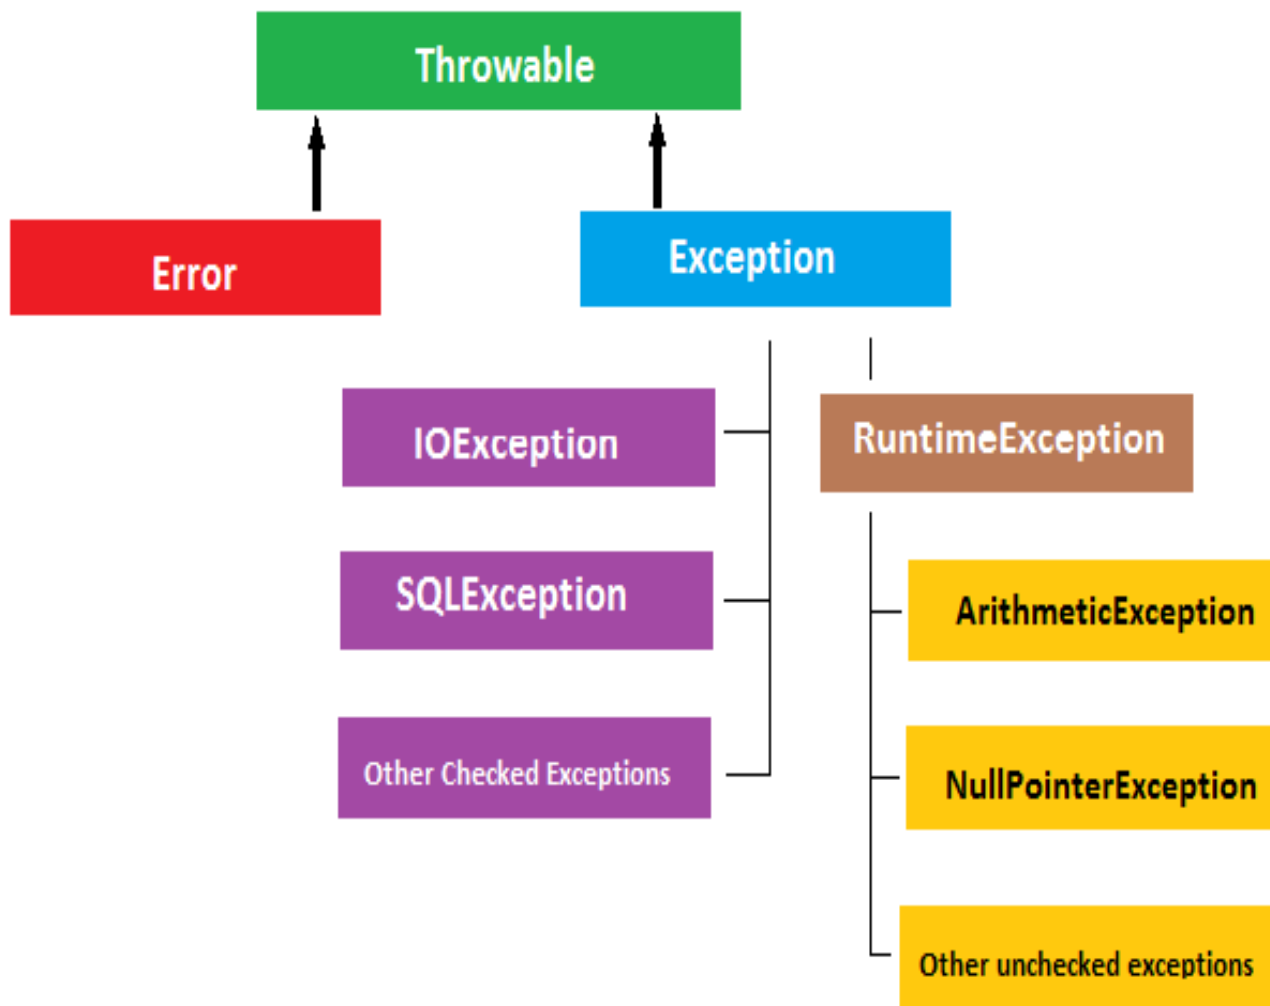 Throwable
Error
Exception
IOException
RuntimeException
SQLException
ArithmeticException
Other Checked Exceptions
NullPointerException
Other unchecked exceptions